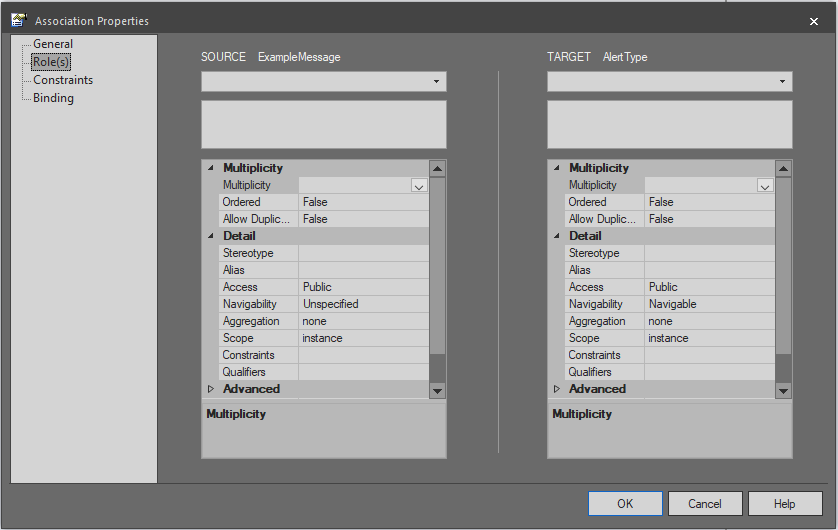 Association Properties
General
Role(s)
Constraints
Binding
SOURCE ExampleMessage
Multiplicity
Multiplicity
Ordered False
Allow Duplic... False
Detail
Stereotype
Alias
Access Public
Navigability Unspecified
Aggregation none
Scope instance
Constraints
Qualifiers
Advanced
Multiplicity
TARGET AlertType
Multiplicity
Multiplicity
Ordered False
Allow Duplic... False
Detail
Stereotype
Alias
Access Public
Navigability Navigable
Aggregation none
Scope instance
Constraints
Qualifiers
Advanced
Multiplicity
OK Cancel Help